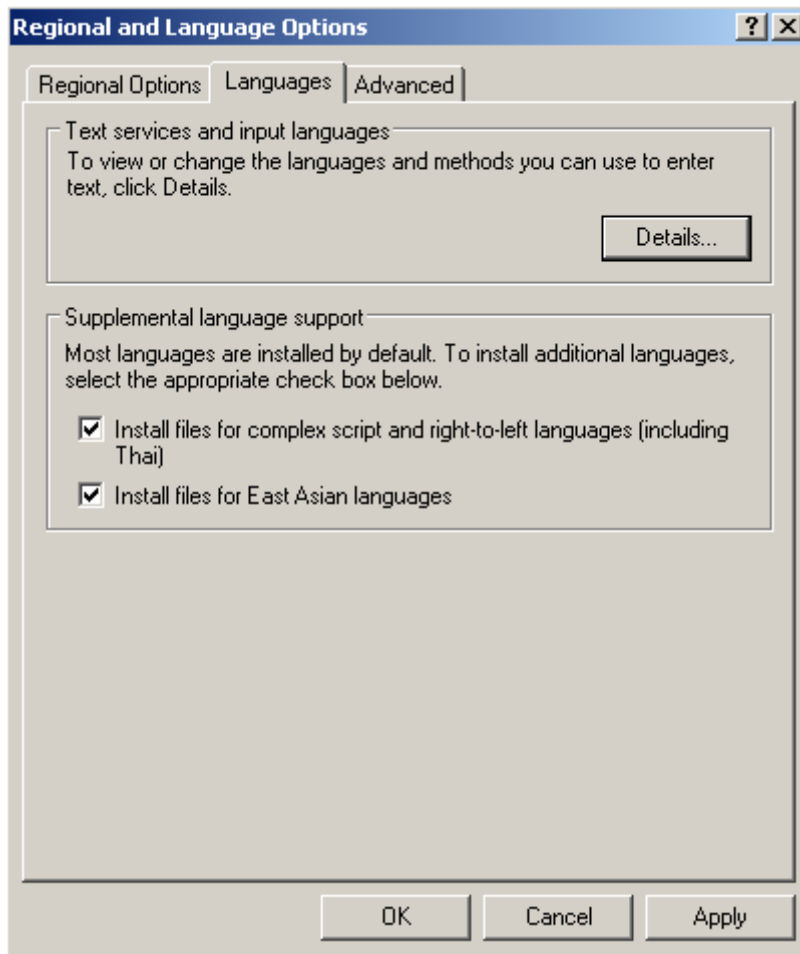 Regional and Language Options
Regional Options
Languages
Advanced
Text services and input languages
To view or change the languages and methods you can use to enter
text, click Details.
Details...
Supplemental language support
Most languages are installed by default. To install additional languages,
select the appropriate check box below.
Install files for complex script and right-to-left languages (including
Thai)
Install files for East Asian languages
OK
Cancel
Apply